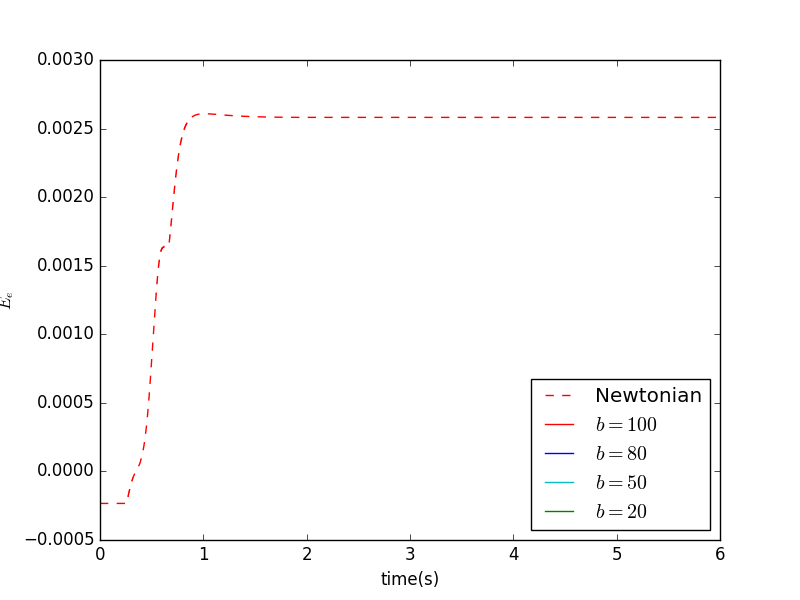 0.0030
0.0025
0.0020
0.0015
0.0010
0.0005
0.0000
−0.0005
E_e
0 1 2 3 4 5 6
time(s)
Newtonian
b = 100
b = 80
b = 50
b = 20